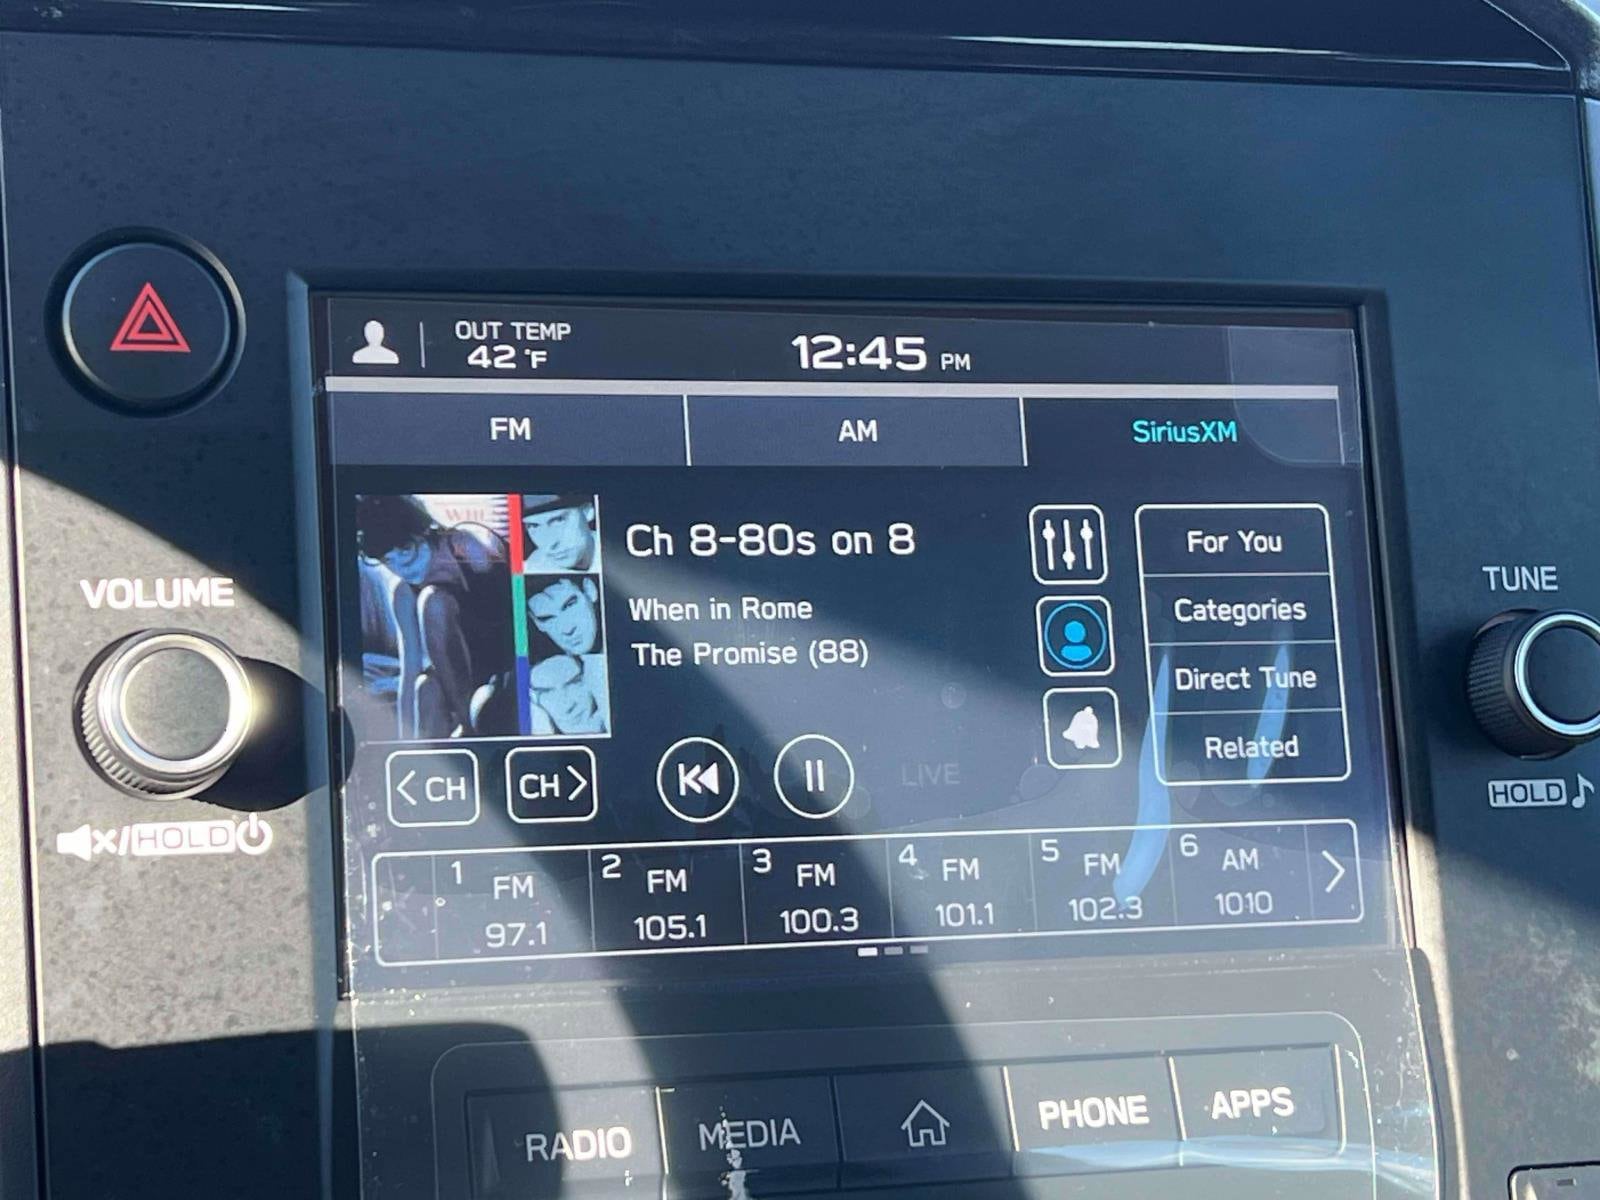 OUT TEMP
42 °F
12:45 PM
FM
AM
SiriusXM
Ch 8-80s on 8
When in Rome
The Promise (88)
For You
Categories
Direct Tune
Related
VOLUME
/HOLD
TUNE
HOLD
<CH
CH>
LIVE
1 FM 97.1
2 FM 105.1
3 FM 100.3
4 FM 101.1
5 FM 102.3
6 AM 1010
RADIO
MEDIA
PHONE
APPS